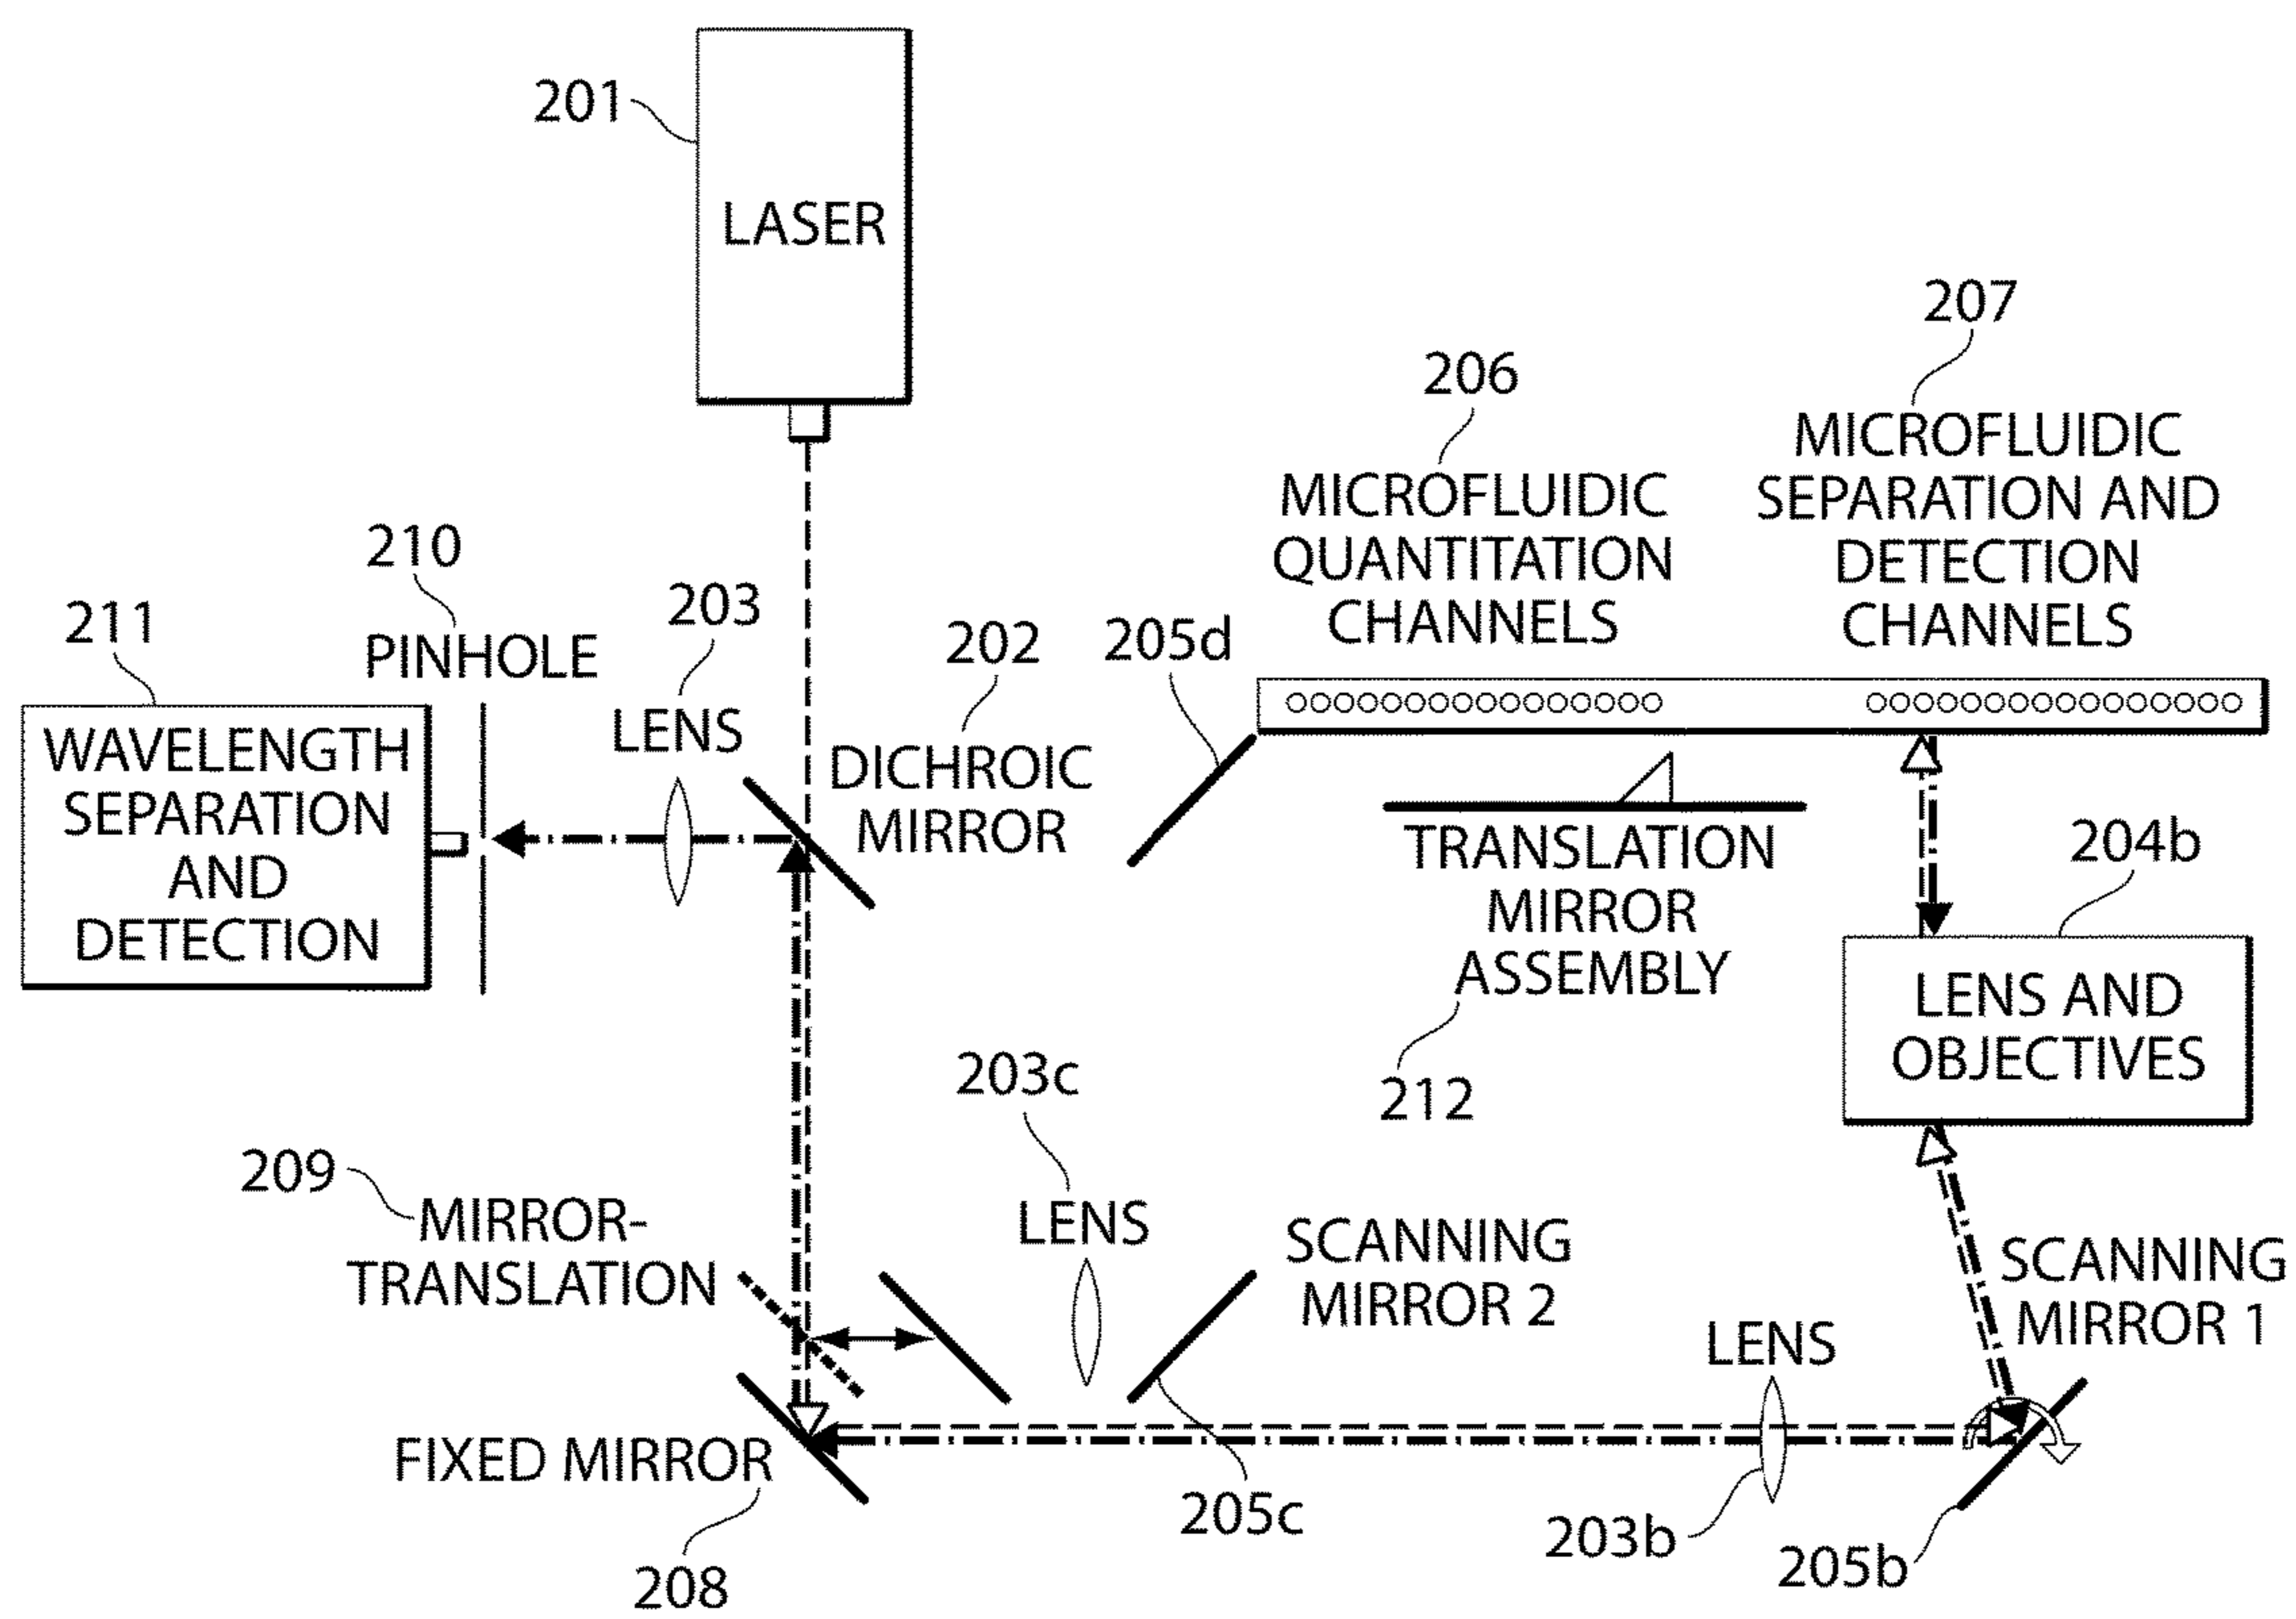 201
LASER
207
206
MICROFLUIDIC
SEPARATION AND
DETECTION
CHANNELS
MICROFLUIDIC
QUANTITATION
CHANNELS
210
PINHOLE
203
LENS
211
WAVELENGTH
SEPARATION
AND
DETECTION
202
DICHROIC
MIRROR
205d
TRANSLATION
MIRROR
ASSEMBLY
212
204b
LENS AND
OBJECTIVES
203c
LENS
209
MIRROR-
TRANSLATION
SCANNING
MIRROR 2
SCANNING
MIRROR 1
LENS
FIXED MIRROR
208
205c
203b
205b